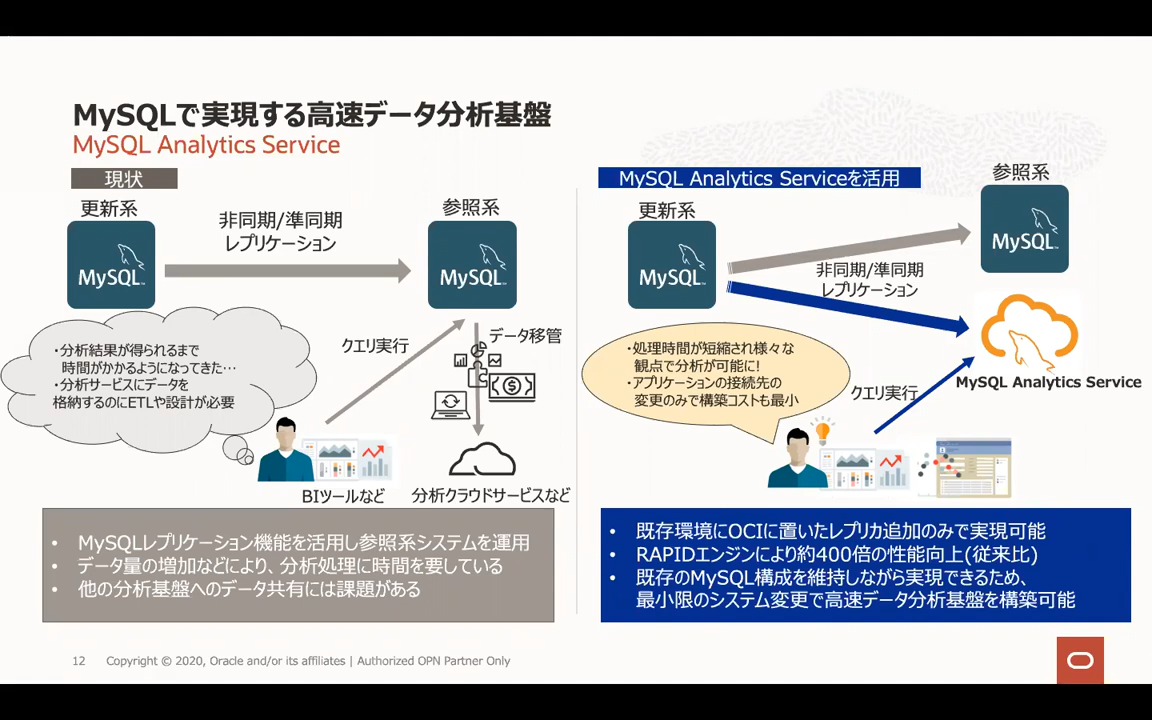 MySQLで実現する高速データ分析基盤
MySQL Analytics Service
現状
更新系
非同期/準同期
レプリケーション
参照系
MySQL™
MySQL™
・分析結果が得られるまで
時間がかかるようになってきた…
・分析サービスにデータを
格納するのにETLや設計が必要
クエリ実行
データ移管
BIツールなど
分析クラウドサービスなど
• MySQLレプリケーション機能を活用し参照系システムを運用
• データ量の増加などにより、分析処理に時間を要している
• 他の分析基盤へのデータ共有には課題がある
MySQL Analytics Serviceを活用
更新系
参照系
MySQL™
MySQL™
非同期/準同期
レプリケーション
・処理時間が短縮され様々な
観点で分析が可能に!
・アプリケーションの接続先の
変更のみで構築コストも最小
クエリ実行
MySQL Analytics Service
• 既存環境にOCIに置いたレプリカ追加のみで実現可能
• RAPIDエンジンにより約400倍の性能向上(従来比)
• 既存のMySQL構成を維持しながら実現できるため、
最小限のシステム変更で高速データ分析基盤を構築可能
12 Copyright © 2020, Oracle and/or its affiliates | Authorized OPN Partner Only